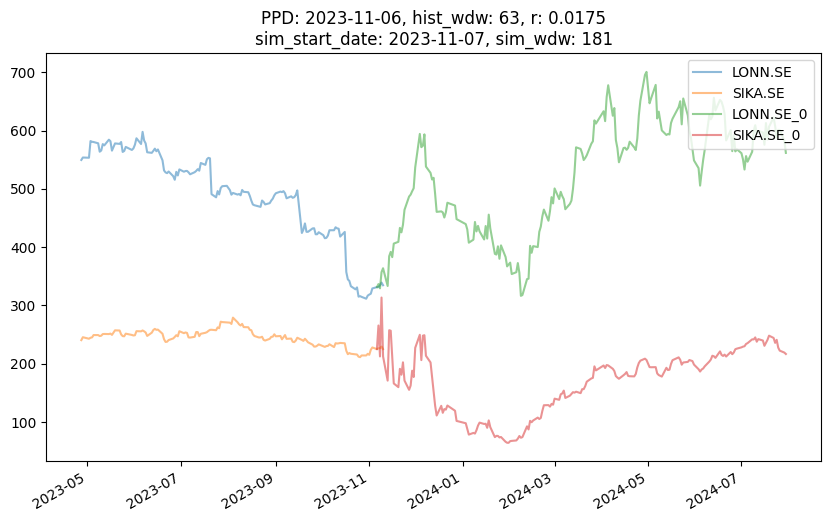 PPD: 2023-11-06, hist_wdw: 63, r: 0.0175
sim_start_date: 2023-11-07, sim_wdw: 181
700
600
500
400
300
200
100
LONN.SE
SIKA.SE
LONN.SE_0
SIKA.SE_0
2023-05
2023-07
2023-09
2023-11
2024-01
2024-03
2024-05
2024-07